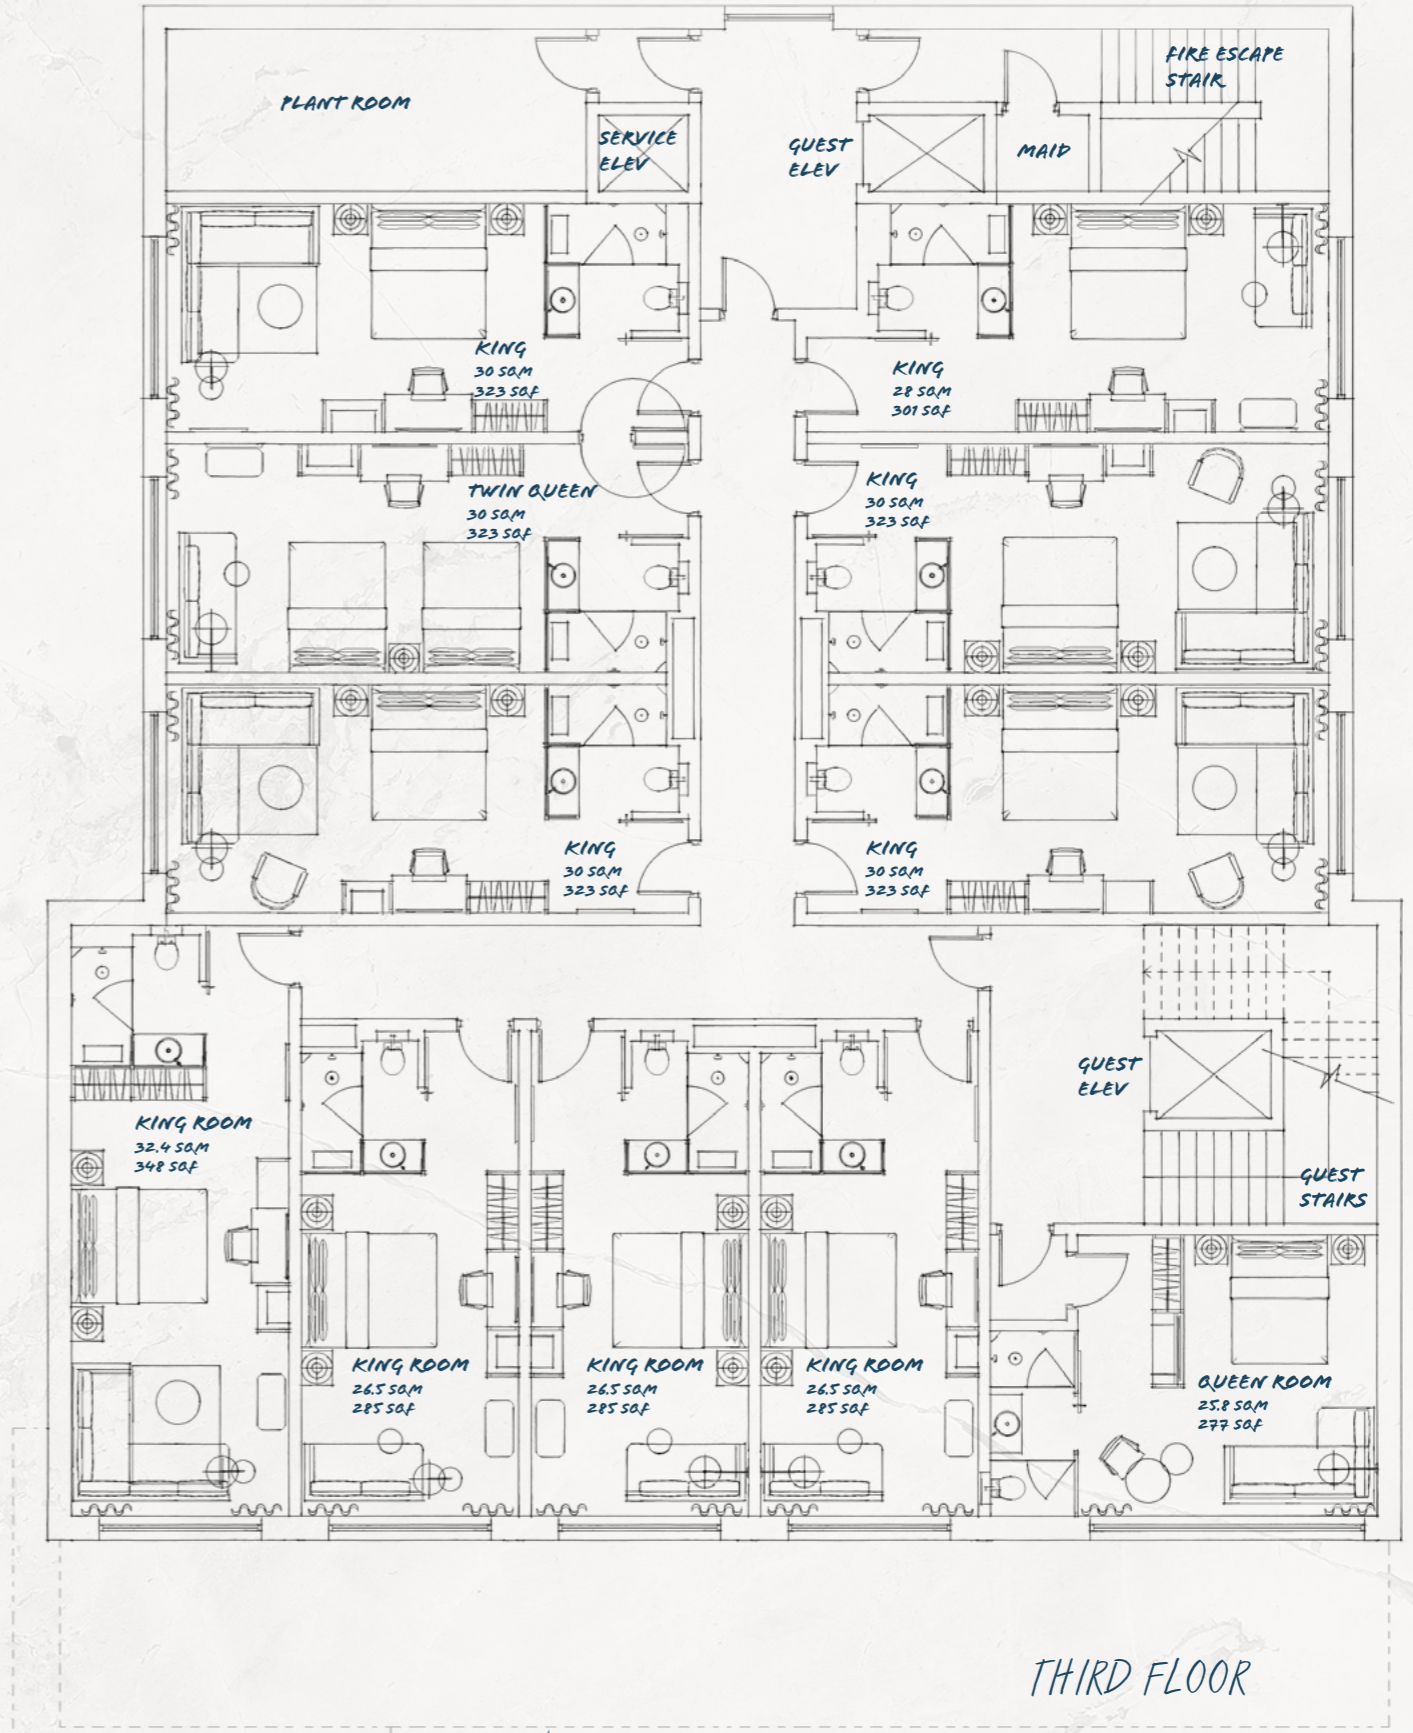 FIRE ESCAPE
STAIR
PLANT ROOM
SERVICE
ELEV
GUEST
ELEV
MAID
KING
30 SQM
323 SQF
KING
28 SQM
301 SQF
TWIN QUEEN
30 SQM
323 SQF
KING
30 SQM
323 SQF
KING
30 SQM
323 SQF
KING
30 SQM
323 SQF
GUEST
ELEV
KING ROOM
32.4 SQM
348 SQF
GUEST
STAIRS
KING ROOM
26.5 SQM
285 SQF
KING ROOM
26.5 SQM
285 SQF
KING ROOM
26.5 SQM
285 SQF
QUEEN ROOM
25.8 SQM
277 SQF
THIRD FLOOR